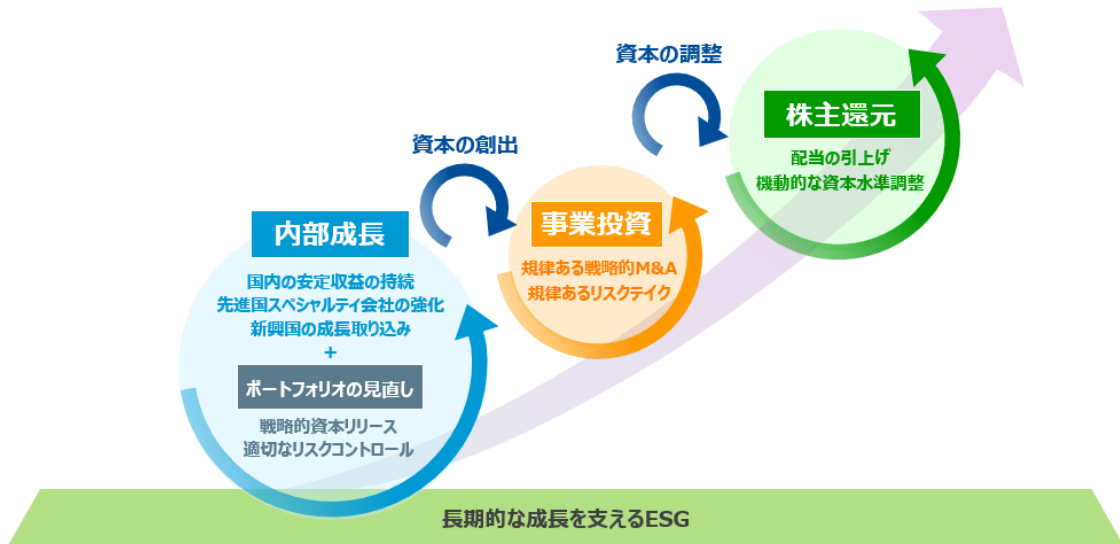 資本の調整
株主還元
配当の引上げ
機動的な資本水準調整
資本の創出
事業投資
規律ある戦略的M&A
規律あるリスクテイク
内部成長
国内の安定収益の持続
先進国スペシャルティ会社の強化
新興国の成長取り込み
+
ポートフォリオの見直し
戦略的資本リリース
適切なリスクコントロール
長期的な成長を支えるESG